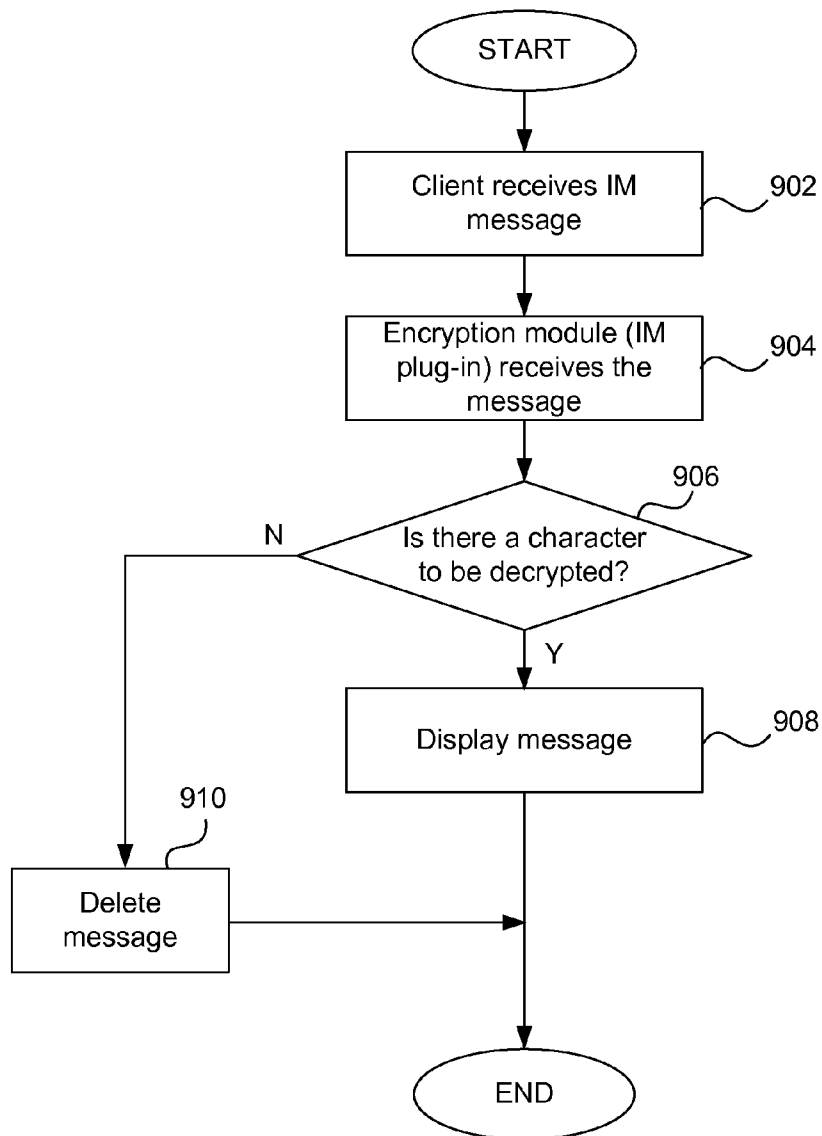 START
Client receives IM
message
902
Encryption module (IM
plug-in) receives the
message
904
906
Is there a character
to be decrypted?
N
Y
Display message
908
910
Delete
message
END